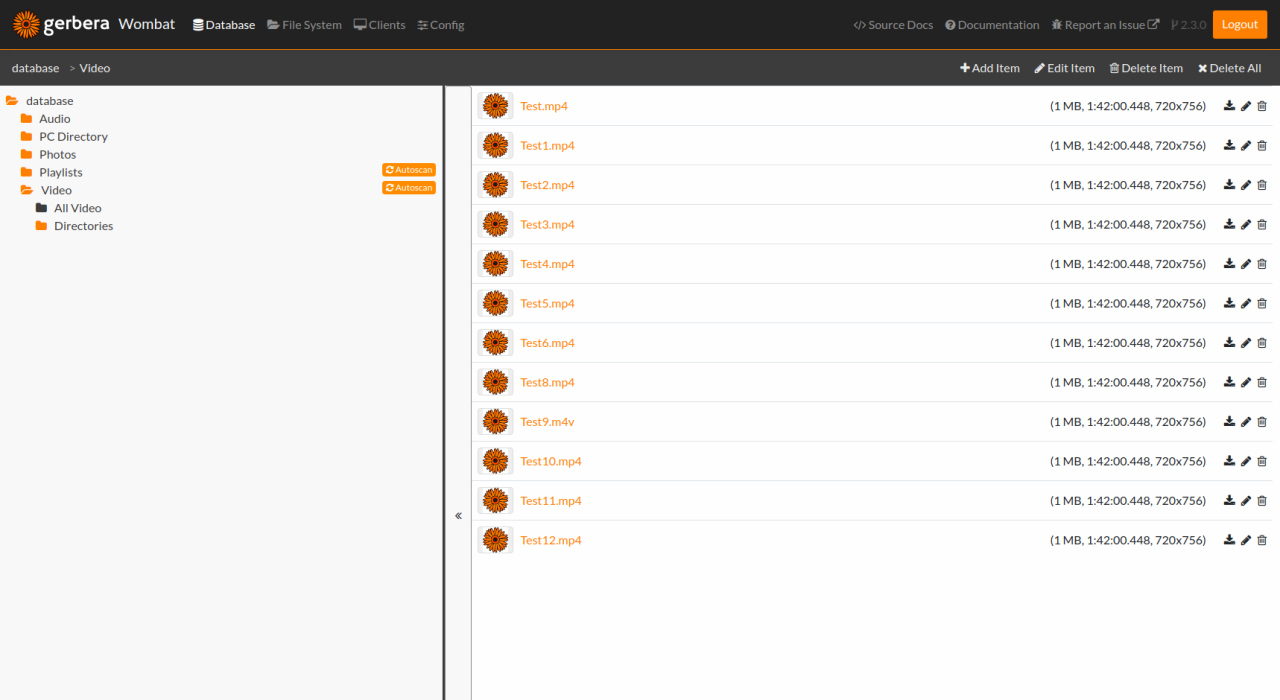 gerbera Wombat Database File System Clients Config Source Docs Documentation Report an Issue 2.3.0 Logout
database > Video + Add Item Edit Item Delete Item Delete All
database
Audio
PC Directory
Photos
Playlists Autoscan
Video Autoscan
All Video
Directories
«
Test.mp4 (1 MB, 1:42:00.448, 720x756)
Test1.mp4 (1 MB, 1:42:00.448, 720x756)
Test2.mp4 (1 MB, 1:42:00.448, 720x756)
Test3.mp4 (1 MB, 1:42:00.448, 720x756)
Test4.mp4 (1 MB, 1:42:00.448, 720x756)
Test5.mp4 (1 MB, 1:42:00.448, 720x756)
Test6.mp4 (1 MB, 1:42:00.448, 720x756)
Test8.mp4 (1 MB, 1:42:00.448, 720x756)
Test9.m4v (1 MB, 1:42:00.448, 720x756)
Test10.mp4 (1 MB, 1:42:00.448, 720x756)
Test11.mp4 (1 MB, 1:42:00.448, 720x756)
Test12.mp4 (1 MB, 1:42:00.448, 720x756)